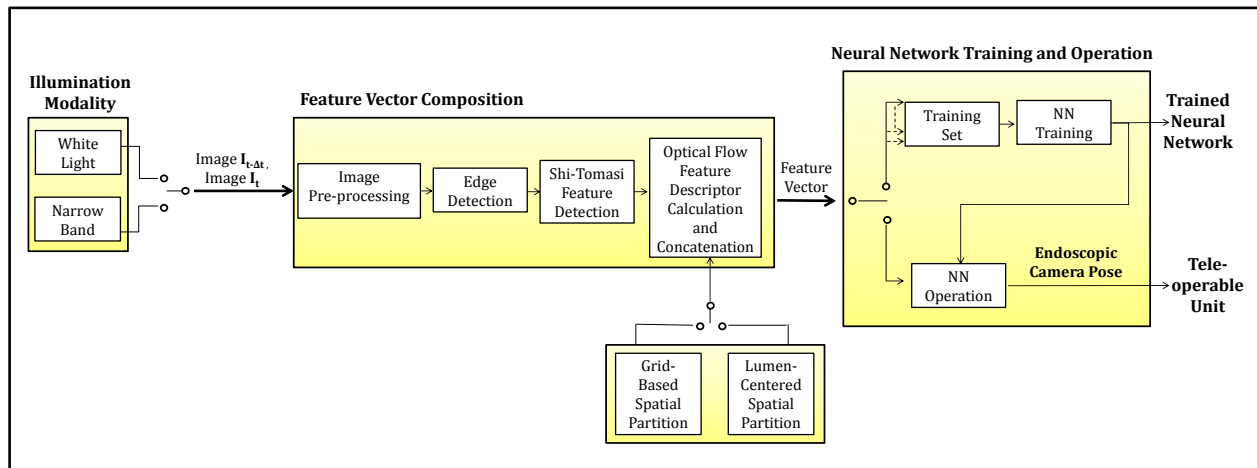 Illumination
Modality
White
Light
Narrow
Band
Image I_{t-Δt},
Image I_t
Feature Vector Composition
Image
Pre-processing
Edge
Detection
Shi-Tomasi
Feature
Detection
Optical Flow
Feature
Descriptor
Calculation
and
Concatenation
Grid-
Based
Spatial
Partition
Lumen-
Centered
Spatial
Partition
Feature
Vector
Neural Network Training and Operation
Training
Set
NN
Training
NN
Operation
Endoscopic
Camera Pose
Trained
Neural
Network
Tele-
operable
Unit